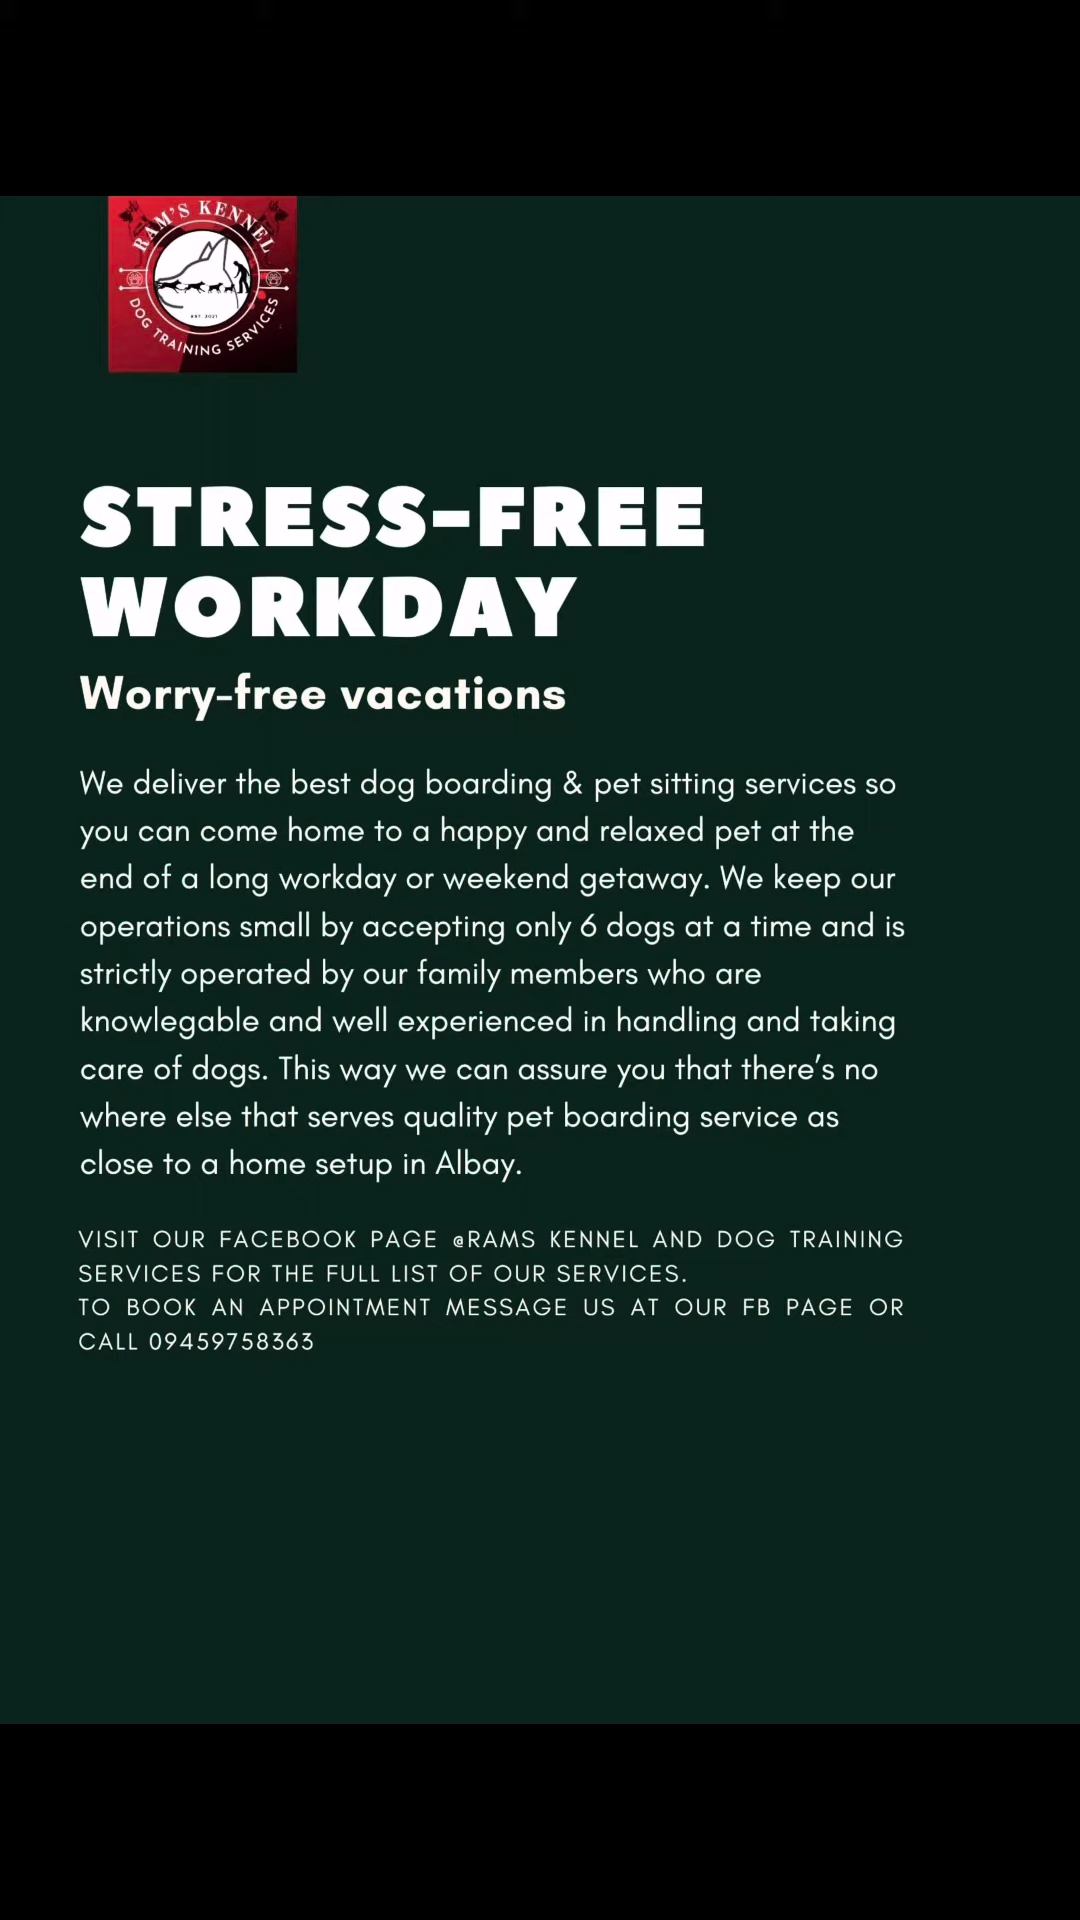 RAM'S KENNEL
EST. 2021
DOG TRAINING SERVICES
STRESS-FREE
WORKDAY
Worry-free vacations
We deliver the best dog boarding & pet sitting services so
you can come home to a happy and relaxed pet at the
end of a long workday or weekend getaway. We keep our
operations small by accepting only 6 dogs at a time and is
strictly operated by our family members who are
knowlegable and well experienced in handling and taking
care of dogs. This way we can assure you that there's no
where else that serves quality pet boarding service as
close to a home setup in Albay.
VISIT OUR FACEBOOK PAGE @RAMS KENNEL AND DOG TRAINING
SERVICES FOR THE FULL LIST OF OUR SERVICES.
TO BOOK AN APPOINTMENT MESSAGE US AT OUR FB PAGE OR
CALL 09459758363